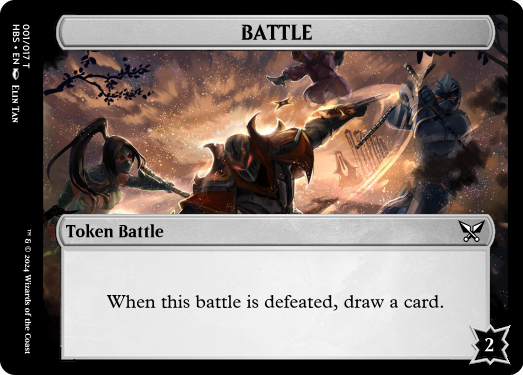 BATTLE
Token Battle
When this battle is defeated, draw a card.
2
001/017 T
HBS • EN Elin Tan
™ & © 2024 Wizards of the Coast